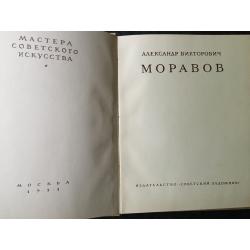 МАСТЕРА
СОВЕТСКОГО
ИСКУССТВА
МОСКВА
АЛЕКСАНДР ВИКТОРОВИЧ
МОРАВОВ
ИЗДАТЕЛЬСТВО «СОВЕТСКИЙ ХУДОЖНИК»